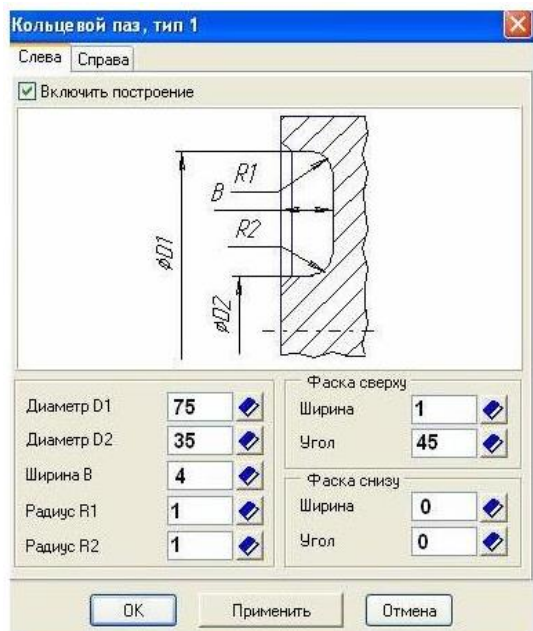 Кольцевой паз, тип 1
Слева Справа
Включить построение
R1
B
R2
φD1
φD2
Диаметр D1 75
Диаметр D2 35
Ширина В 4
Радиус R1 1
Радиус R2 1
Фаска сверху
Ширина 1
Угол 45
Фаска снизу
Ширина 0
Угол 0
OK Применить Отмена